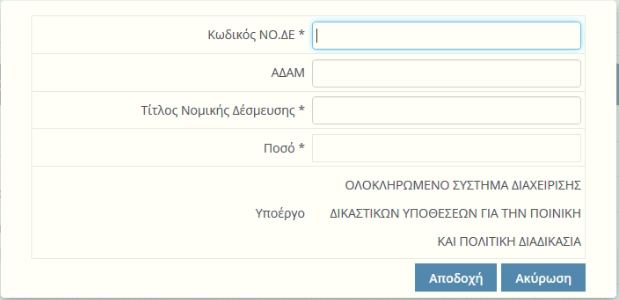 Κωδικός ΝΟ.ΔΕ *
ΑΔΑΜ
Τίτλος Νομικής Δέσμευσης *
Ποσό *
Υποέργο
ΟΛΟΚΛΗΡΩΜΕΝΟ ΣΥΣΤΗΜΑ ΔΙΑΧΕΙΡΙΣΗΣ
ΔΙΚΑΣΤΙΚΩΝ ΥΠΟΘΕΣΕΩΝ ΓΙΑ ΤΗΝ ΠΟΙΝΙΚΗ
ΚΑΙ ΠΟΛΙΤΙΚΗ ΔΙΑΔΙΚΑΣΙΑ
Αποδοχή Ακύρωση